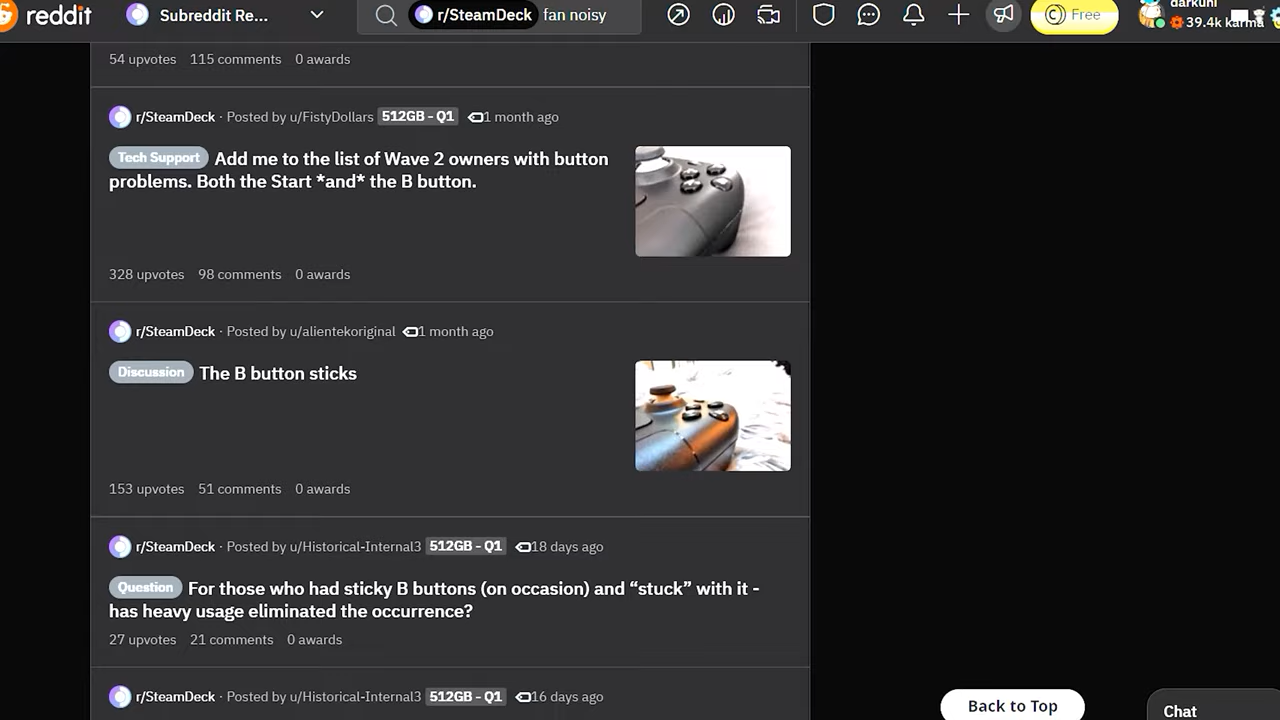 reddit
Subreddit Re...
r/SteamDeck fan noisy
Free
darkuni
39.4k karma
54 upvotes 115 comments 0 awards
r/SteamDeck · Posted by u/FistyDollars 512GB - Q1 1 month ago
Tech Support Add me to the list of Wave 2 owners with button
problems. Both the Start *and* the B button.
328 upvotes 98 comments 0 awards
r/SteamDeck · Posted by u/alientekoriginal 1 month ago
Discussion The B button sticks
153 upvotes 51 comments 0 awards
r/SteamDeck · Posted by u/Historical-Internal3 512GB - Q1 18 days ago
Question For those who had sticky B buttons (on occasion) and “stuck” with it -
has heavy usage eliminated the occurrence?
27 upvotes 21 comments 0 awards
r/SteamDeck · Posted by u/Historical-Internal3 512GB - Q1 16 days ago
Back to Top
Chat